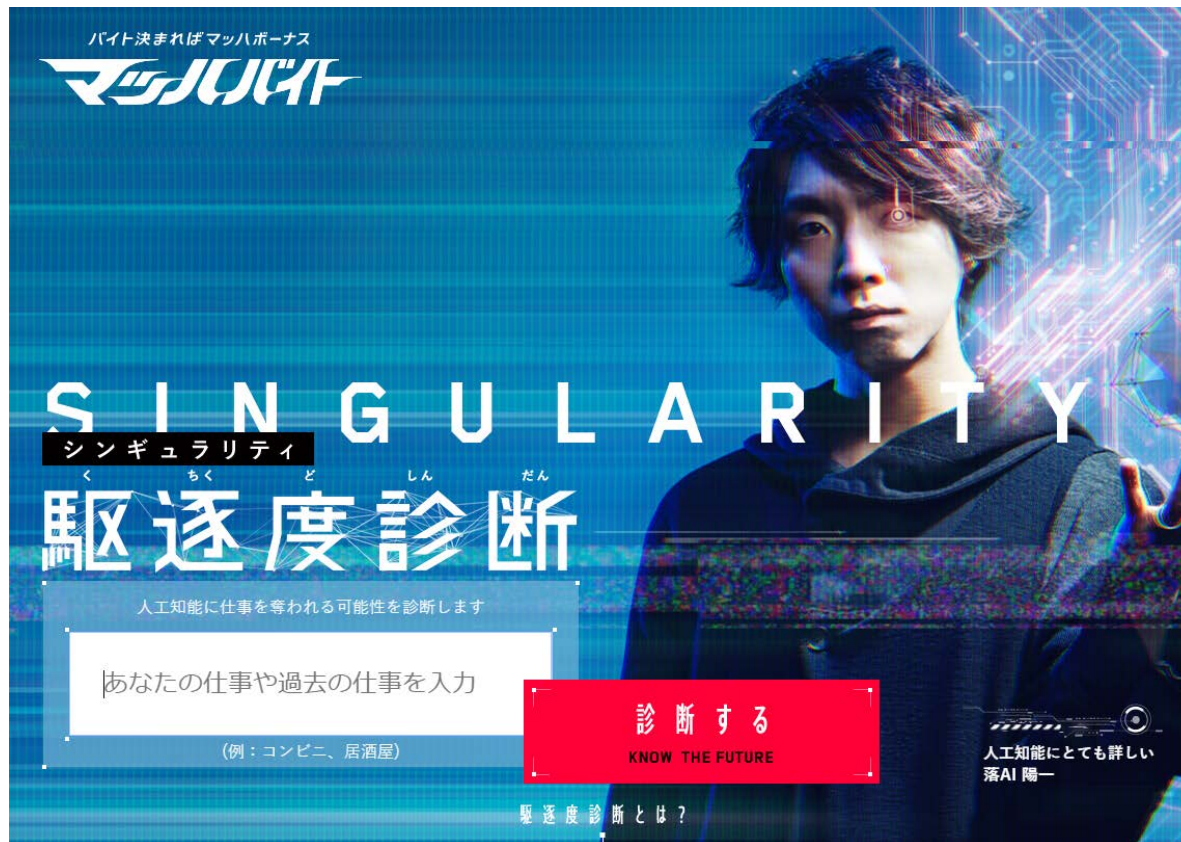 バイト決まればマッハボーナス
マッハバイト
SINGULARITY
シンギュラリティ
く ちく ど しん だん
駆逐度診断
人工知能に仕事を奪われる可能性を診断します
あなたの仕事や過去の仕事を入力
(例：コンビニ、居酒屋)
診断する
KNOW THE FUTURE
人工知能にとても詳しい
落AI 陽一
駆逐度診断とは？